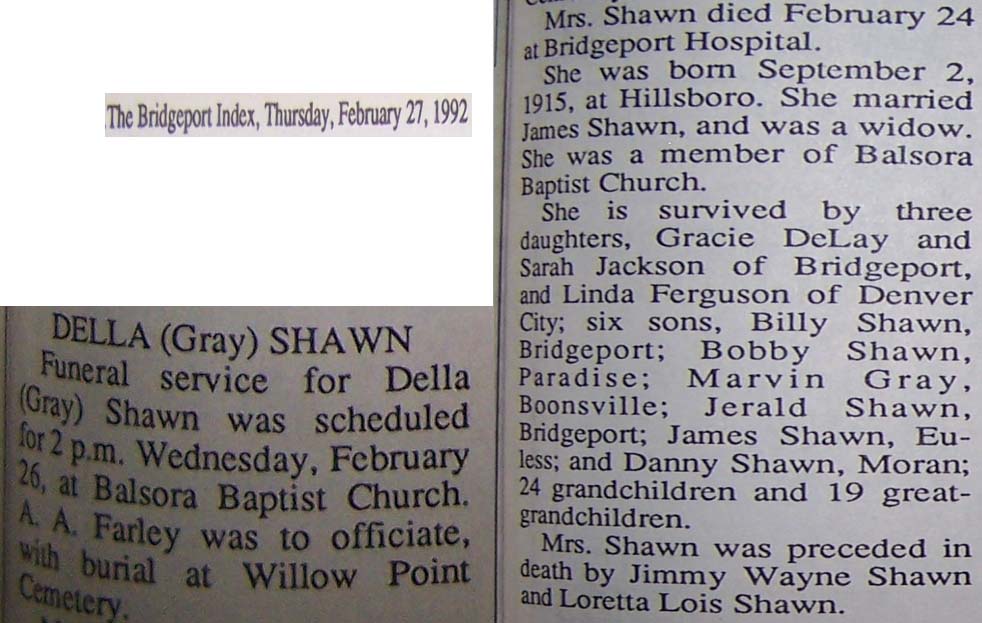 The Bridgeport Index, Thursday, February 27, 1992
DELLA (Gray) SHAWN
Funeral service for Della
(Gray) Shawn was scheduled
for 2 p.m. Wednesday, February
26, at Balsora Baptist Church.
A. A. Farley was to officiate,
with burial at Willow Point
Cemetery.
Mrs. Shawn died February 24
at Bridgeport Hospital.
She was born September 2,
1915, at Hillsboro. She married
James Shawn, and was a widow.
She was a member of Balsora
Baptist Church.
She is survived by three
daughters, Gracie DeLay and
Sarah Jackson of Bridgeport,
and Linda Ferguson of Denver
City; six sons, Billy Shawn,
Bridgeport; Bobby Shawn,
Paradise; Marvin Gray,
Boonsville; Jerald Shawn,
Bridgeport; James Shawn, Eu-
less; and Danny Shawn, Moran;
24 grandchildren and 19 great-
grandchildren.
Mrs. Shawn was preceded in
death by Jimmy Wayne Shawn
and Loretta Lois Shawn.